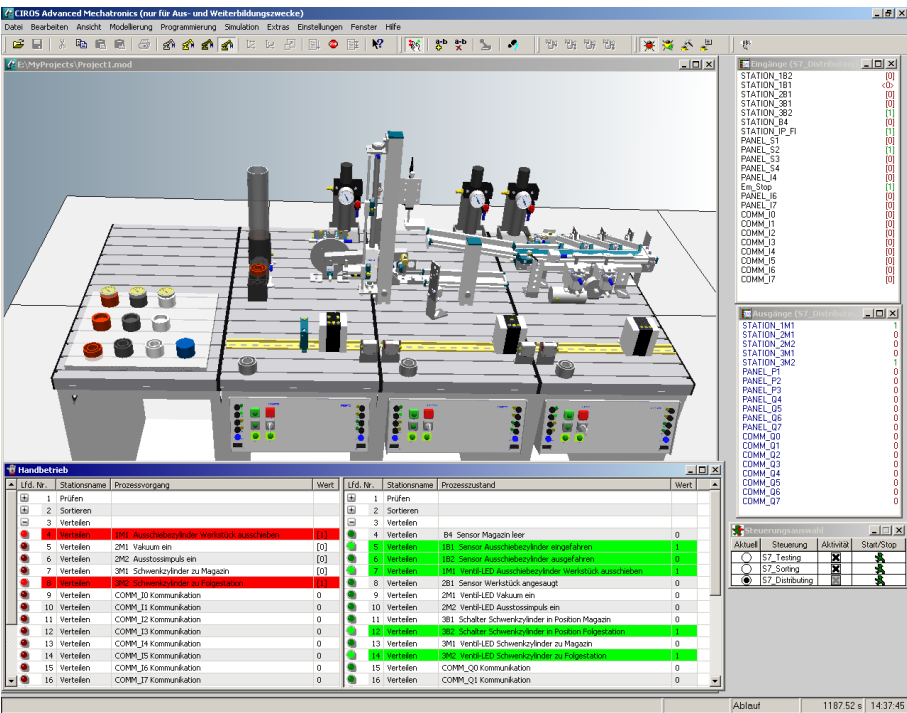 CIROS Advanced Mechatronics (nur für Aus- und Weiterbildungszwecke)
Datei Bearbeiten Ansicht Modellierung Programmierung Simulation Extras Einstellungen Fenster Hilfe
E:\MyProjects\Project1.mod
Eingänge (S7_Distributing
STATION_1B2 [0]
STATION_1B1 <0>
STATION_2B1 [0]
STATION_3B1 [0]
STATION_3B2 [1]
STATION_B4 [0]
STATION_IP_FI [1]
PANEL_S1 [0]
PANEL_S2 [1]
PANEL_S3 [0]
PANEL_S4 [0]
PANEL_I4 [0]
Em_Stop [1]
PANEL_I6 [0]
PANEL_I7 [0]
COMM_I0 [0]
COMM_I1 [0]
COMM_I2 [0]
COMM_I3 [0]
COMM_I4 [0]
COMM_I5 [0]
COMM_I6 [0]
COMM_I7 [0]
Ausgänge (S7_Distributing
STATION_1M1 1
STATION_2M1 0
STATION_2M2 0
STATION_3M1 0
STATION_3M2 1
PANEL_P1 0
PANEL_P2 0
PANEL_P3 0
PANEL_Q4 0
PANEL_Q5 0
PANEL_Q6 0
PANEL_Q7 0
COMM_Q0 0
COMM_Q1 0
COMM_Q2 0
COMM_Q3 0
COMM_Q4 0
COMM_Q5 0
COMM_Q6 0
COMM_Q7 0
Handbetrieb
Lfd. Nr. Stationsname Prozessvorgang Wert
1 Prüfen
2 Sortieren
3 Verteilen
4 Verteilen 1M1 Ausschiebezylinder Werkstück ausschieben [1]
5 Verteilen 2M1 Vakuum ein [0]
6 Verteilen 2M2 Ausstossimpuls ein [0]
7 Verteilen 3M1 Schwenkzylinder zu Magazin [0]
8 Verteilen 3M2 Schwenkzylinder zu Folgestation [1]
9 Verteilen COMM_I0 Kommunikation 0
10 Verteilen COMM_I1 Kommunikation 0
11 Verteilen COMM_I2 Kommunikation 0
12 Verteilen COMM_I3 Kommunikation 0
13 Verteilen COMM_I4 Kommunikation 0
14 Verteilen COMM_I5 Kommunikation 0
15 Verteilen COMM_I6 Kommunikation 0
16 Verteilen COMM_I7 Kommunikation 0
Lfd. Nr. Stationsname Prozesszustand Wert
1 Prüfen
2 Sortieren
3 Verteilen
4 Verteilen B4 Sensor Magazin leer 0
5 Verteilen 1B1 Sensor Ausschiebezylinder eingefahren 1
6 Verteilen 1B2 Sensor Ausschiebezylinder ausgefahren 1
7 Verteilen 1M1 Ventil-LED Ausschiebezylinder Werkstück ausschieben 1
8 Verteilen 2B1 Sensor Werkstück angesaugt 0
9 Verteilen 2M1 Ventil-LED Vakuum ein 0
10 Verteilen 2M2 Ventil-LED Ausstossimpuls ein 0
11 Verteilen 3B1 Schalter Schwenkzylinder in Position Magazin 0
12 Verteilen 3B2 Schalter Schwenkzylinder in Position Folgestation 1
13 Verteilen 3M1 Ventil-LED Schwenkzylinder zu Magazin 0
14 Verteilen 3M2 Ventil-LED Schwenkzylinder zu Folgestation 1
15 Verteilen COMM_Q0 Kommunikation 0
16 Verteilen COMM_Q1 Kommunikation 0
Steuerungsauswahl
Aktuell Steuerung Aktivität Start/Stop
S7_Testing
S7_Sorting
S7_Distributing
Ablauf 1187.52 s 14:37:45